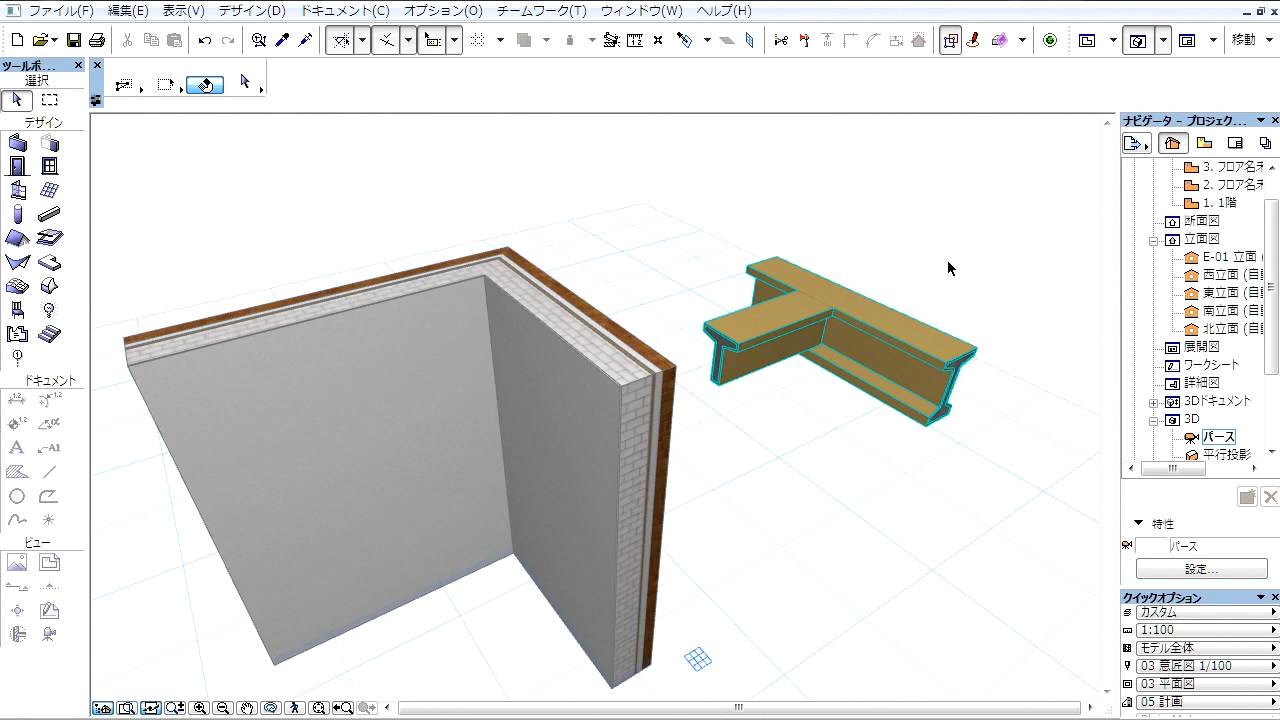 ファイル(F) 編集(E) 表示(V) デザイン(D) ドキュメント(C) オプション(O) チームワーク(T) ウィンドウ(W) ヘルプ(H)
移動
ツールボ...
選択
デザイン
ドキュメント
ビュー
ナビゲータ - プロジェク...
3. フロア名未
2. フロア名未
1. 1階
断面図
立面図
E-01 立面
西立面 (自
東立面 (自
南立面 (自
北立面 (自
展開図
ワークシート
詳細図
3Dドキュメント
3D
パース
平行投影
特性
パース
設定...
クイックオプション
カスタム
1:100
モデル全体
03 意匠図 1/100
03 平面図
05 計画